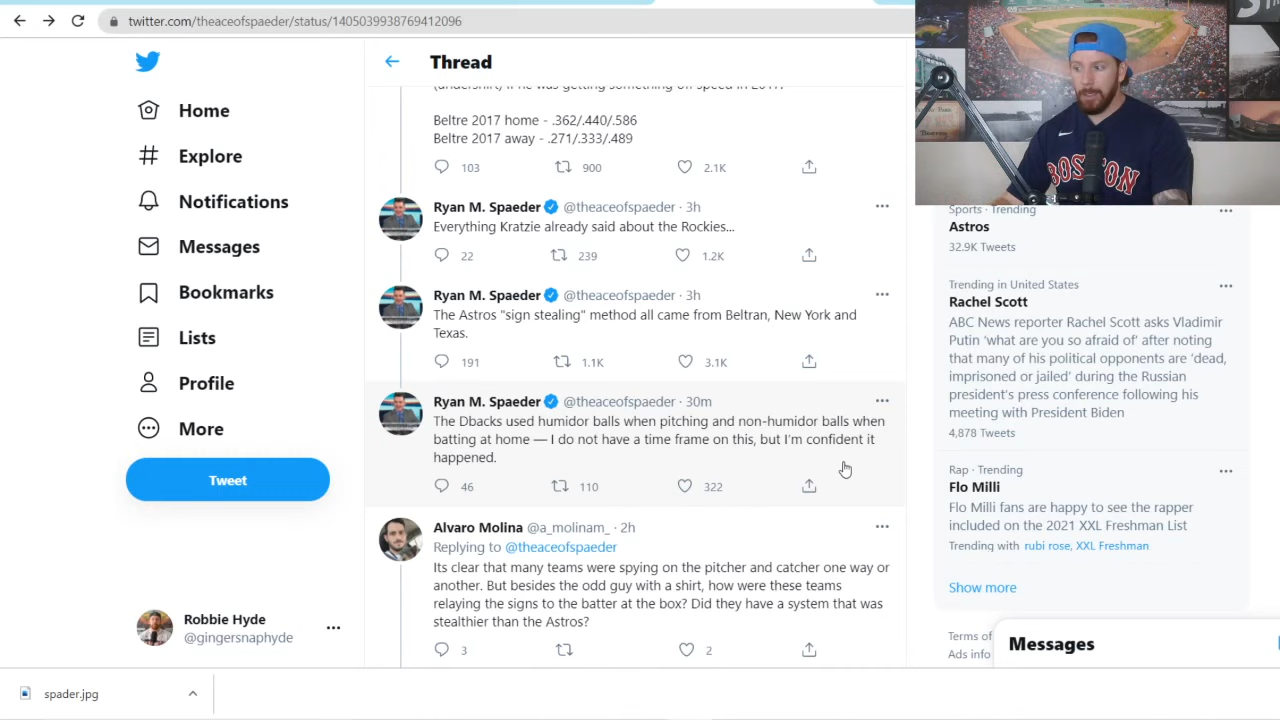 twitter.com/theaceofspaeder/status/1405039938769412096
Thread
Home
Explore
Notifications
Messages
Bookmarks
Lists
Profile
More
Tweet
Robbie Hyde
@gingersnaphyde
Beltre 2017 home - .362/.440/.586
Beltre 2017 away - .271/.333/.489
103 900 2.1K
Ryan M. Spaeder @theaceofspaeder · 3h
Everything Kratzie already said about the Rockies...
22 239 1.2K
Ryan M. Spaeder @theaceofspaeder · 3h
The Astros "sign stealing" method all came from Beltran, New York and
Texas.
191 1.1K 3.1K
Ryan M. Spaeder @theaceofspaeder · 30m
The Dbacks used humidor balls when pitching and non-humidor balls when
batting at home — I do not have a time frame on this, but I'm confident it
happened.
46 110 322
Alvaro Molina @a_molinam_ · 2h
Replying to @theaceofspaeder
Its clear that many teams were spying on the pitcher and catcher one way or
another. But besides the odd guy with a shirt, how were these teams
relaying the signs to the batter at the box? Did they have a system that was
stealthier than the Astros?
3 2
BOSTON
Sports · Trending
Astros
32.9K Tweets
Trending in United States
Rachel Scott
ABC News reporter Rachel Scott asks Vladimir
Putin 'what are you so afraid of' after noting
that many of his political opponents are 'dead,
imprisoned or jailed' during the Russian
president's press conference following his
meeting with President Biden
4,878 Tweets
Rap · Trending
Flo Milli
Flo Milli fans are happy to see the rapper
included on the 2021 XXL Freshman List
Trending with rubi rose, XXL Freshman
Show more
Terms of
Ads info
Messages
spader.jpg